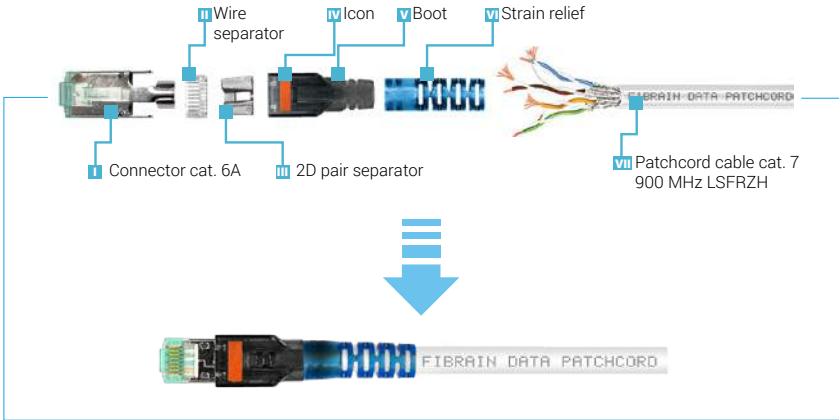 II Wire
separator
IV Icon
V Boot
VI Strain relief
FIBRAIN DATA PATCHCORD
I Connector cat. 6A
III 2D pair separator
VII Patchcord cable cat. 7
900 MHz LSFRZH
FIBRAIN DATA PATCHCORD